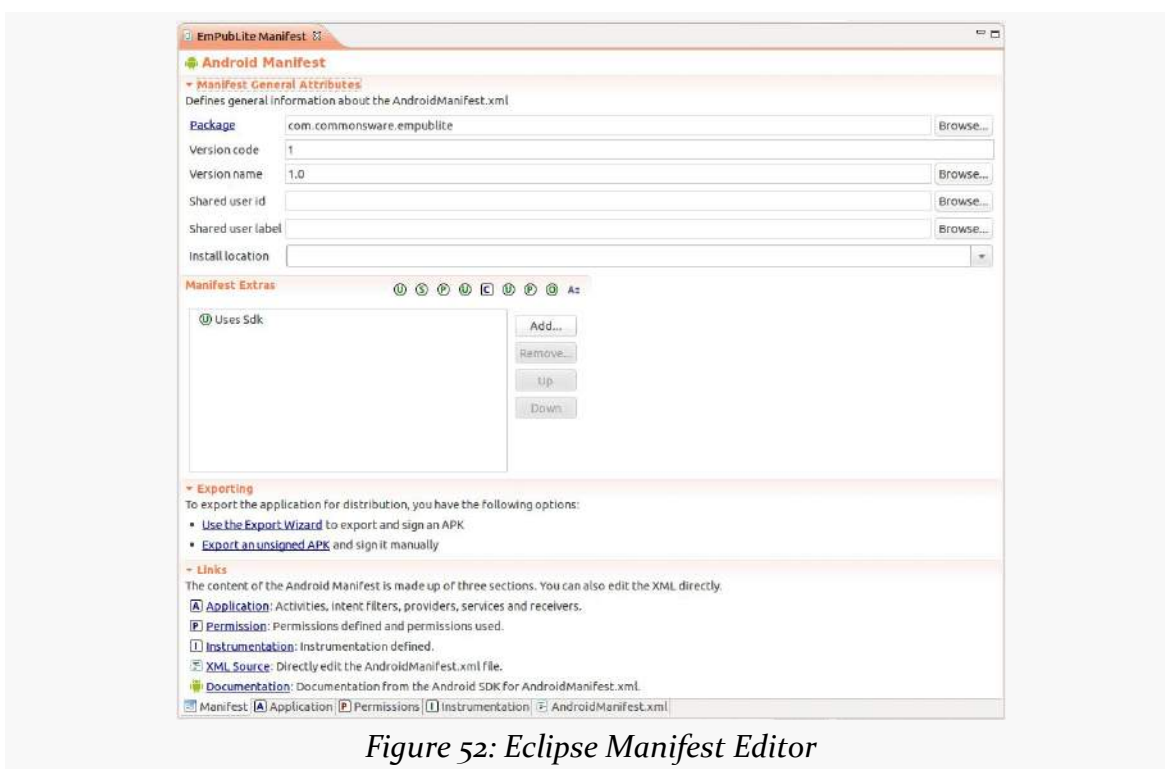 EmPubLite Manifest
Android Manifest
Manifest General Attributes
Defines general information about the AndroidManifest.xml
Package com.commonsware.empublite Browse...
Version code 1
Version name 1.0 Browse...
Shared user id Browse...
Shared user label Browse...
Install location
Manifest Extras U S P U C U P O Az
U Uses Sdk
Add...
Remove...
Up
Down
Exporting
To export the application for distribution, you have the following options:
• Use the Export Wizard to export and sign an APK
• Export an unsigned APK and sign it manually
Links
The content of the Android Manifest is made up of three sections. You can also edit the XML directly.
A Application: Activities, intent filters, providers, services and receivers.
P Permission: Permissions defined and permissions used.
I Instrumentation: Instrumentation defined.
XML Source: Directly edit the AndroidManifest.xml file.
Documentation: Documentation from the Android SDK for AndroidManifest.xml.
Manifest A Application P Permissions I Instrumentation AndroidManifest.xml
Figure 52: Eclipse Manifest Editor